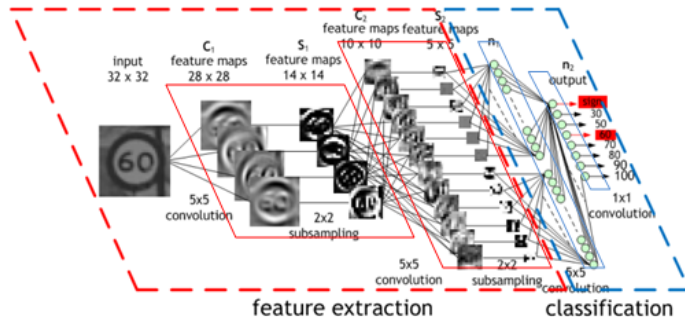 input
32 x 32
C1
feature maps
28 x 28
S1
feature maps
14 x 14
C2
feature maps
10 x 10
S2
feature maps
5 x 5
n1
n2
output
sign
30
50
60
70
80
90
100
60
5x5
convolution
2x2
subsampling
5x5
convolution
2x2
subsampling
5x5
convolution
1x1
convolution
feature extraction
classification